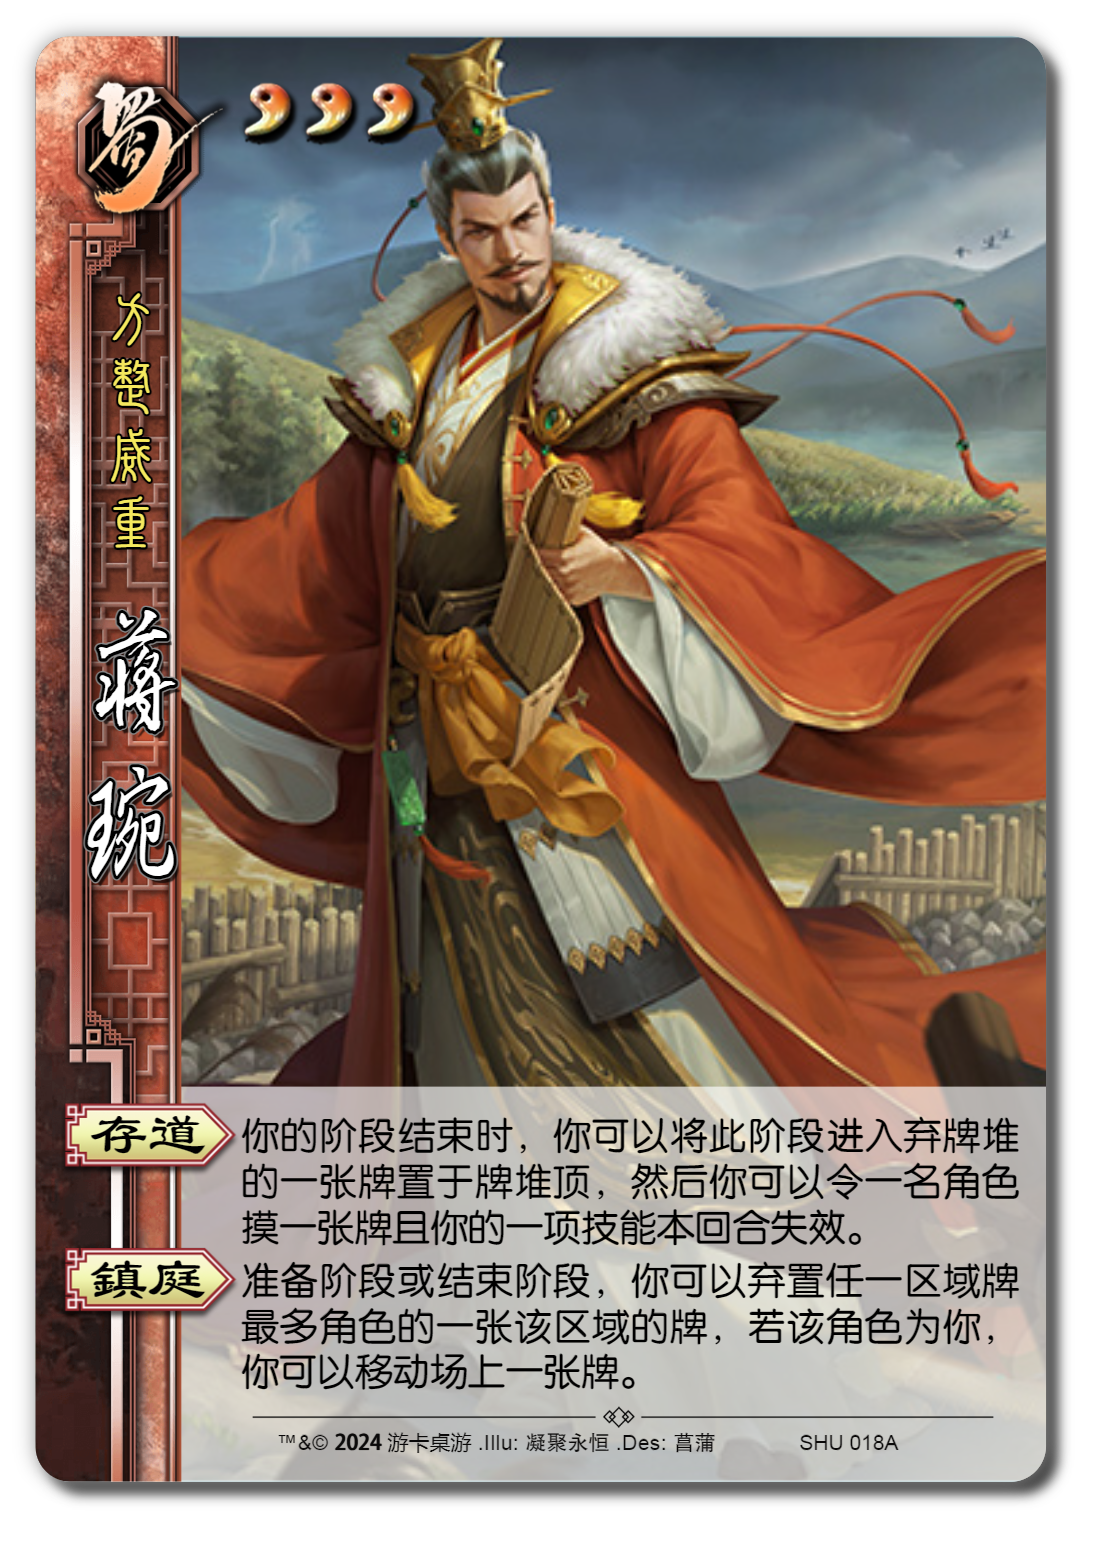 蜀
方整威重
蔣琬
存道
你的阶段结束时，你可以将此阶段进入弃牌堆
的一张牌置于牌堆顶，然后你可以令一名角色
摸一张牌且你的一项技能本回合失效。
鎮庭
准备阶段或结束阶段，你可以弃置任一区域牌
最多角色的一张该区域的牌，若该角色为你，
你可以移动场上一张牌。
™&© 2024 游卡桌游 .Illu: 凝聚永恒 .Des: 菖蒲 SHU 018A